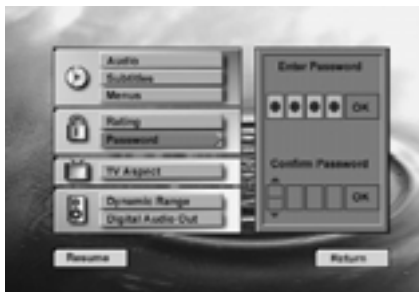 Audio
Subtitles
Menus
Rating
Password
TV Aspect
Dynamic Range
Digital Audio Out
Enter Password
OK
Confirm Password
OK
Resume
Return